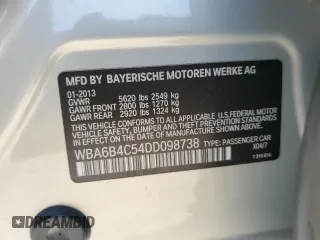 MFD BY BAYERISCHE MOTOREN WERKE AG
01-2013
GVWR 5620 lbs 2549 kg
GAWR FRONT 2800 lbs 1270 kg
GAWR REAR 2920 lbs 1324 kg
THIS VEHICLE CONFORMS TO ALL APPLICABLE U.S. FEDERAL
MOTOR VEHICLE SAFETY, BUMPER, AND THEFT PREVENTION
STANDARDS IN EFFECT ON THE DATE OF MANUFACTURE SHOWN ABOVE.
WBA6B4C54DD098738 TYPE: PASSENGER CAR
X04/7
DREAMBID